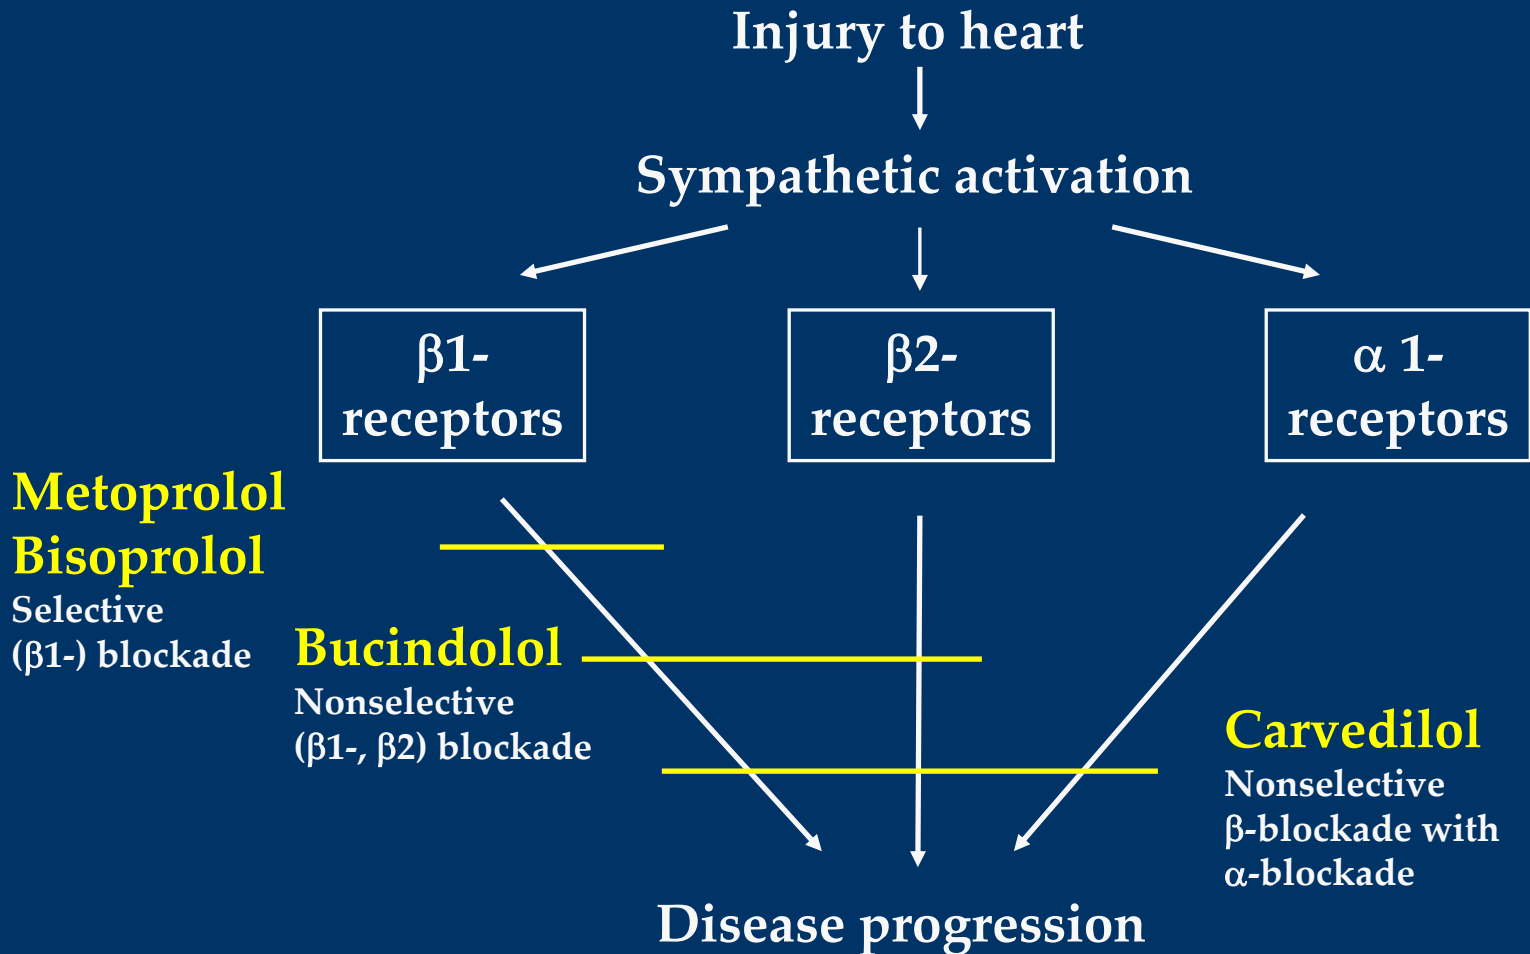 Injury to heart
Sympathetic activation
β1-
receptors
β2-
receptors
α 1-
receptors
Metoprolol
Bisoprolol
Selective
(β1-) blockade
Bucindolol
Nonselective
(β1-, β2) blockade
Carvedilol
Nonselective
β-blockade with
α-blockade
Disease progression